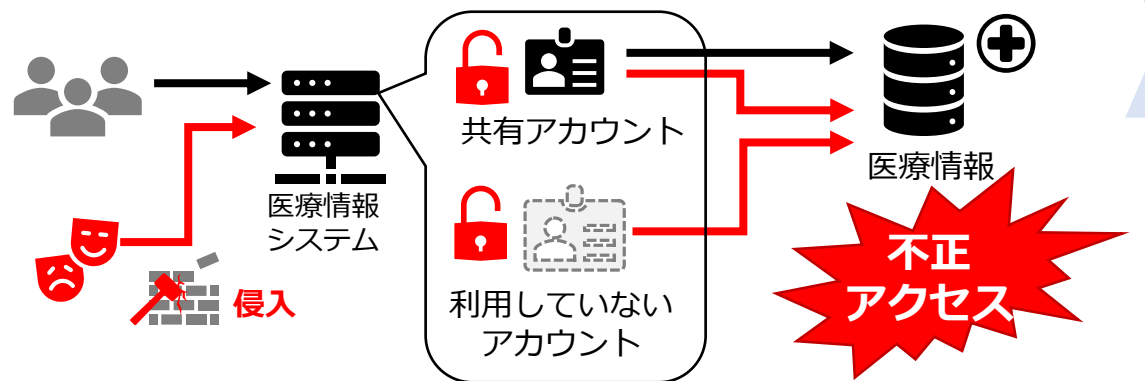 共有アカウント
医療情報
医療情報
システム
侵入
利用していない
アカウント
不正
アクセス